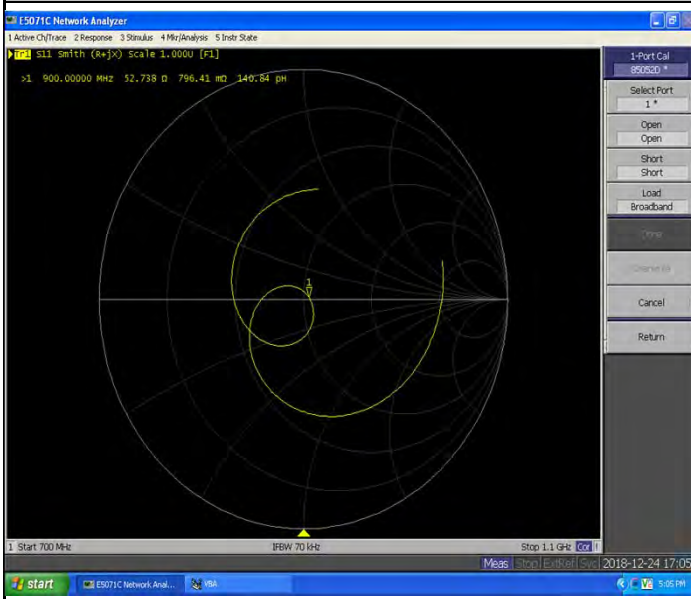 E5071C Network Analyzer
1 Active Ch/Trace 2 Response 3 Stimulus 4 Mkr/Analysis 5 Instr State
Tr1 S11 Smith (R+jX) Scale 1.000U [F1]
>1 900.00000 MHz 52.738 Ω 796.41 mΩ 140.84 pH
1
1-Port Cal
85052D *
Select Port
1 *
Open
Open
Short
Short
Load
Broadband
Done
Cancel
Return
1 Start 700 MHz IFBW 70 kHz Stop 1.1 GHz Cor !
Meas Stop ExtRef Svc 2018-12-24 17:05
start E5071C Network Anal... VBA 5:05 PM